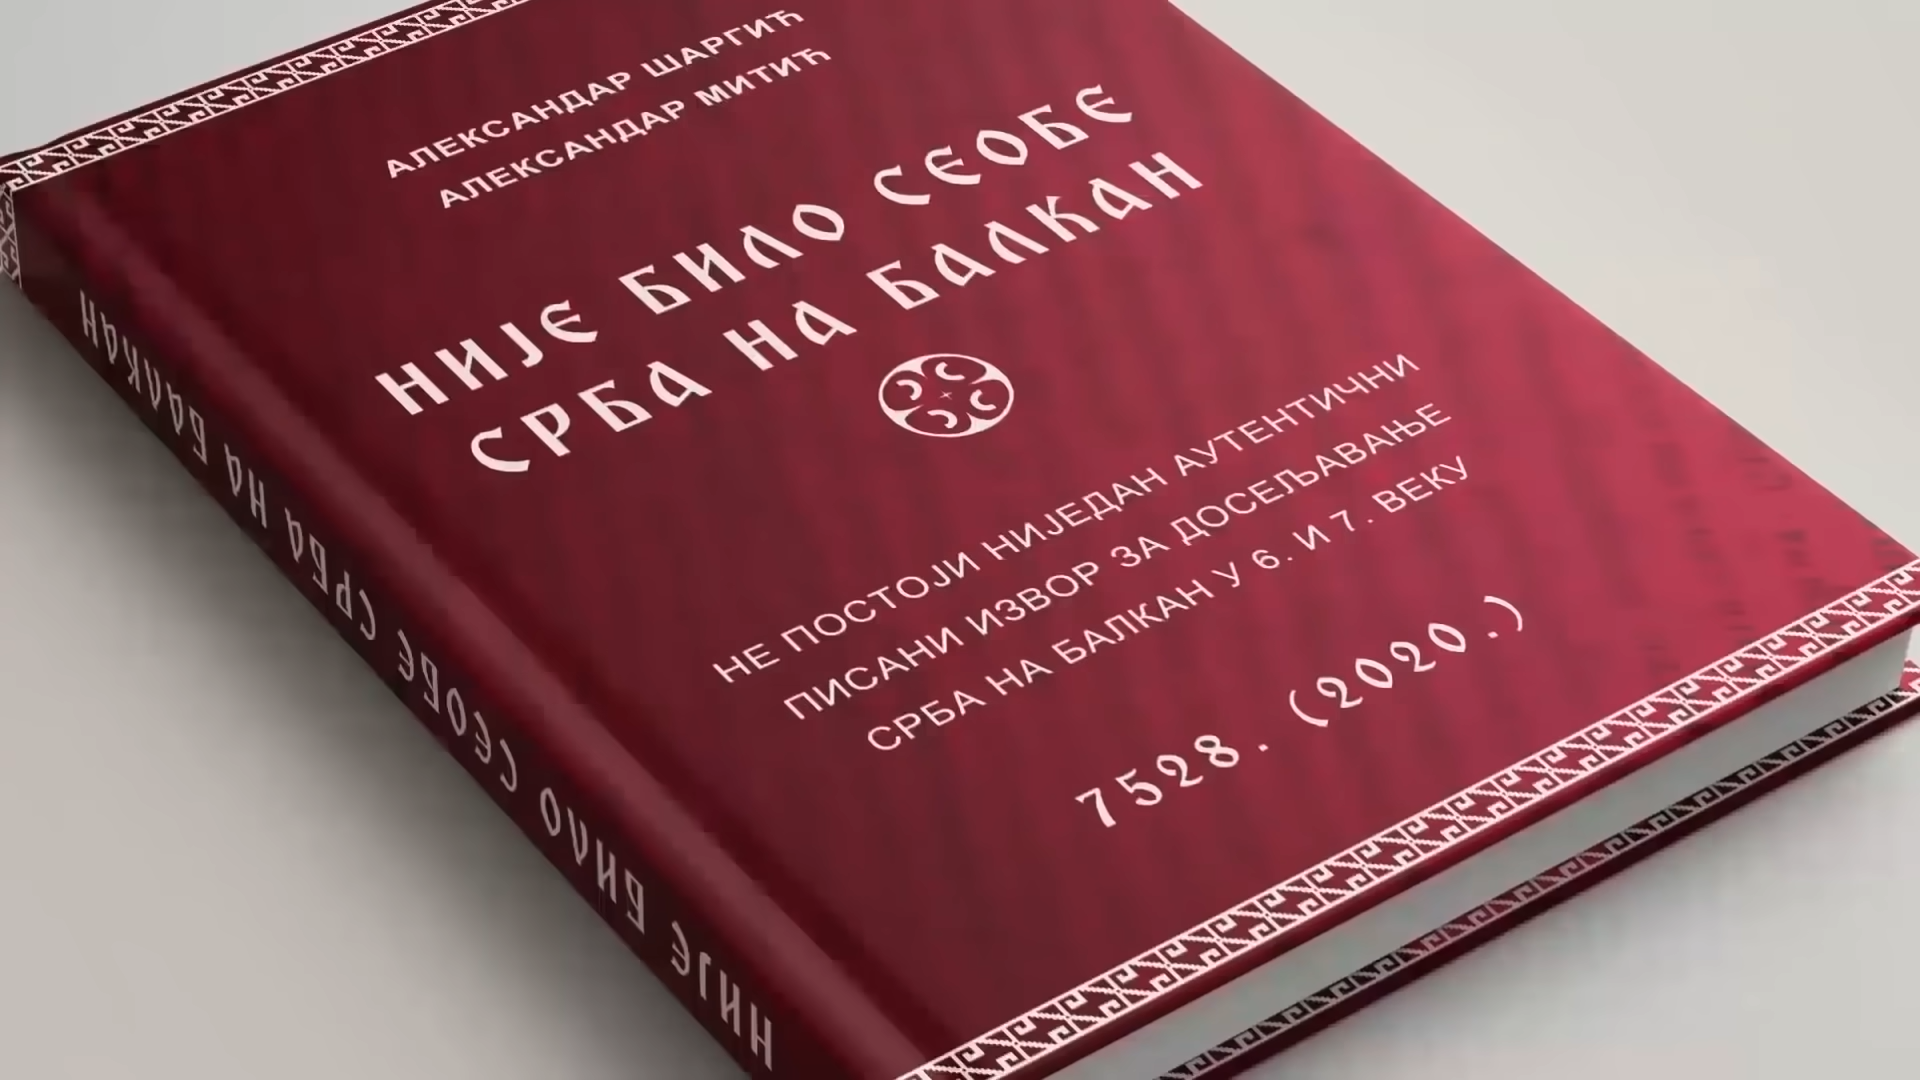 АЛЕКСАНДАР ШАРГИЋ
АЛЕКСАНДАР МИТИЋ
НИЈЕ БИЛО СЕОБЕ
СРБА НА БАЛКАН
НЕ ПОСТОЈИ НИЈЕДАН АУТЕНТИЧНИ
ПИСАНИ ИЗВОР ЗА ДОСЕЉАВАЊЕ
СРБА НА БАЛКАН У 6. И 7. ВЕКУ
7528. (2020.)
НИЈЕ БИЛО СЕОБЕ СРБА НА БАЛКАН